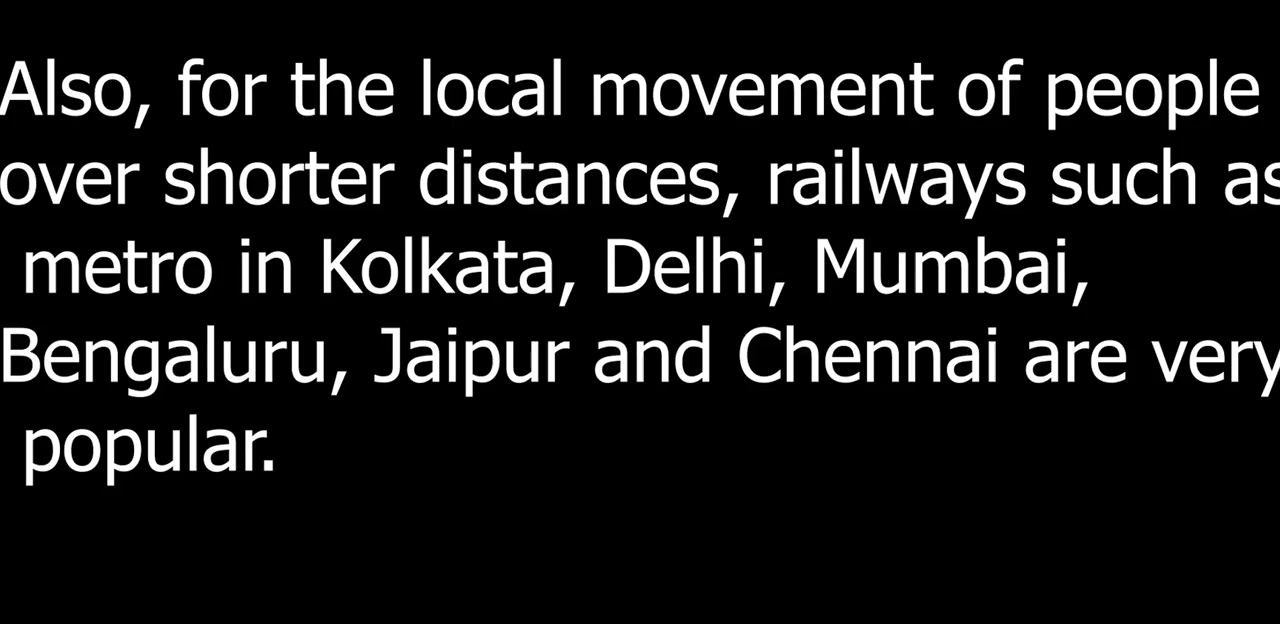 Also, for the local movement of people
over shorter distances, railways such as
metro in Kolkata, Delhi, Mumbai,
Bengaluru, Jaipur and Chennai are very
popular.